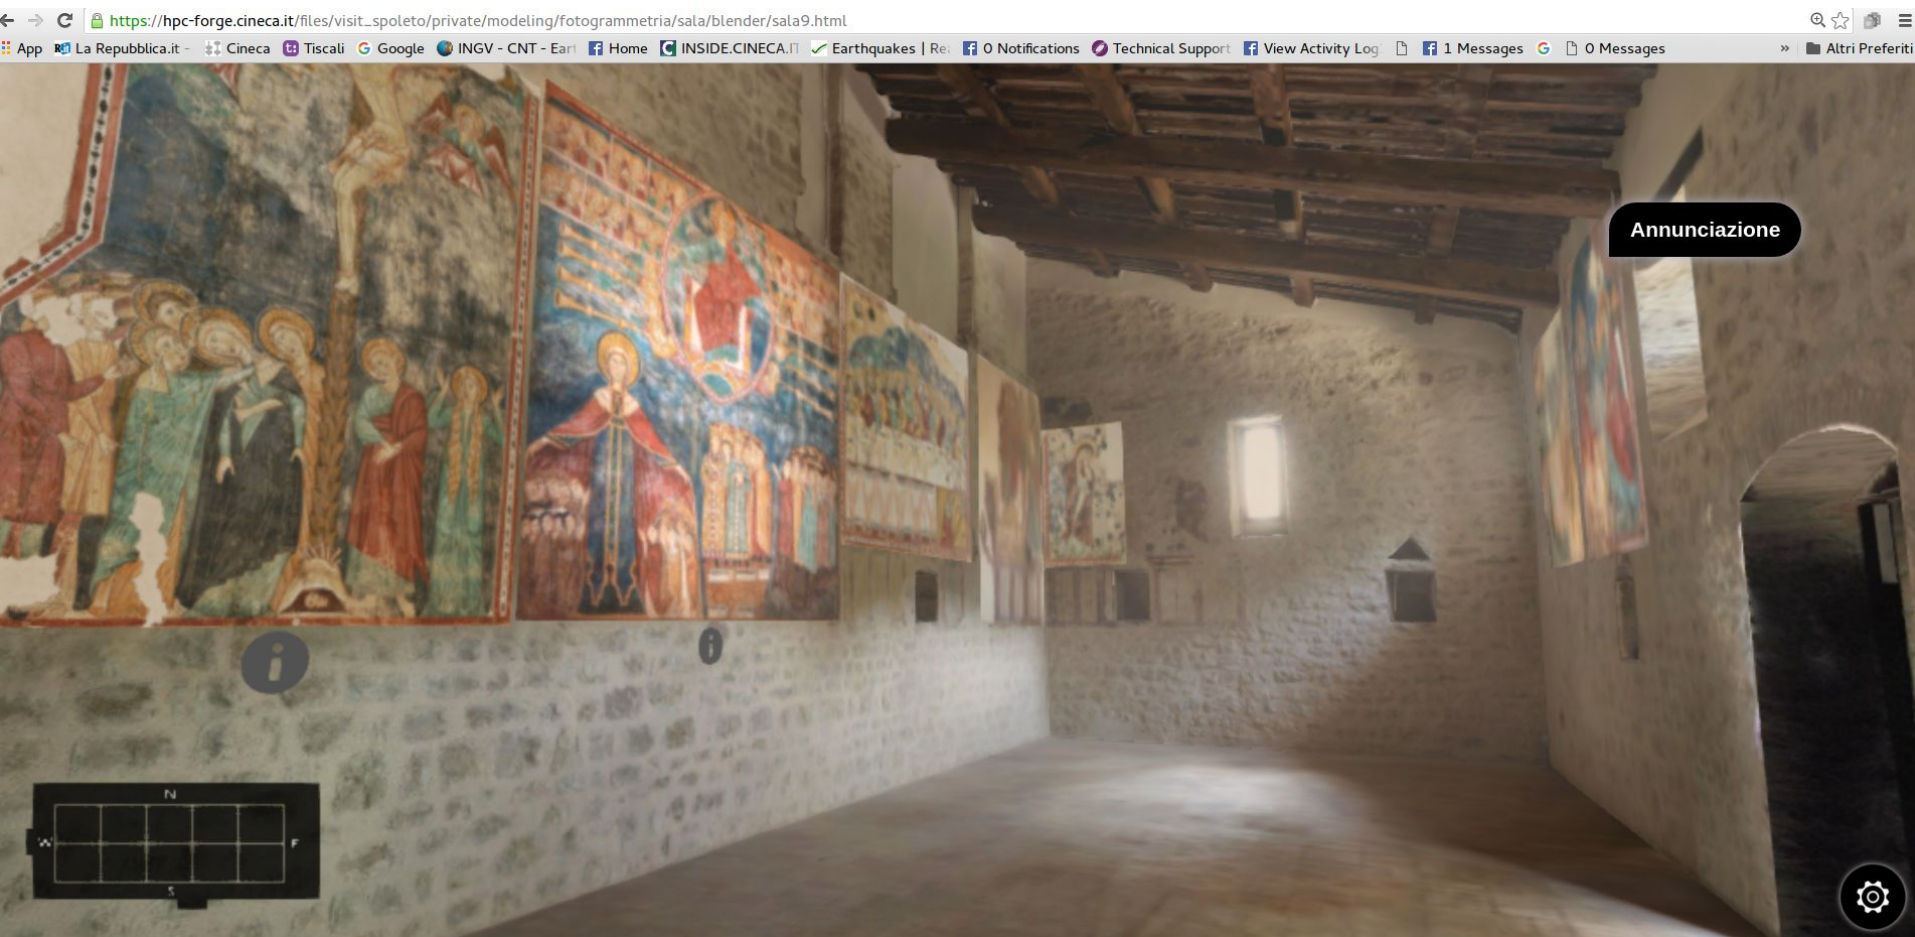 https://hpc-forge.cineca.it/files/visit_spoleto/private/modeling/fotogrammetria/sala/blender/sala9.html
App La Repubblica.it - Cineca Tiscali Google INGV - CNT - Ear Home INSIDE.CINECA.IT Earthquakes | Re 0 Notifications Technical Support View Activity Log 1 Messages 0 Messages » Altri Preferiti
Annunciazione
i i
N
W
S